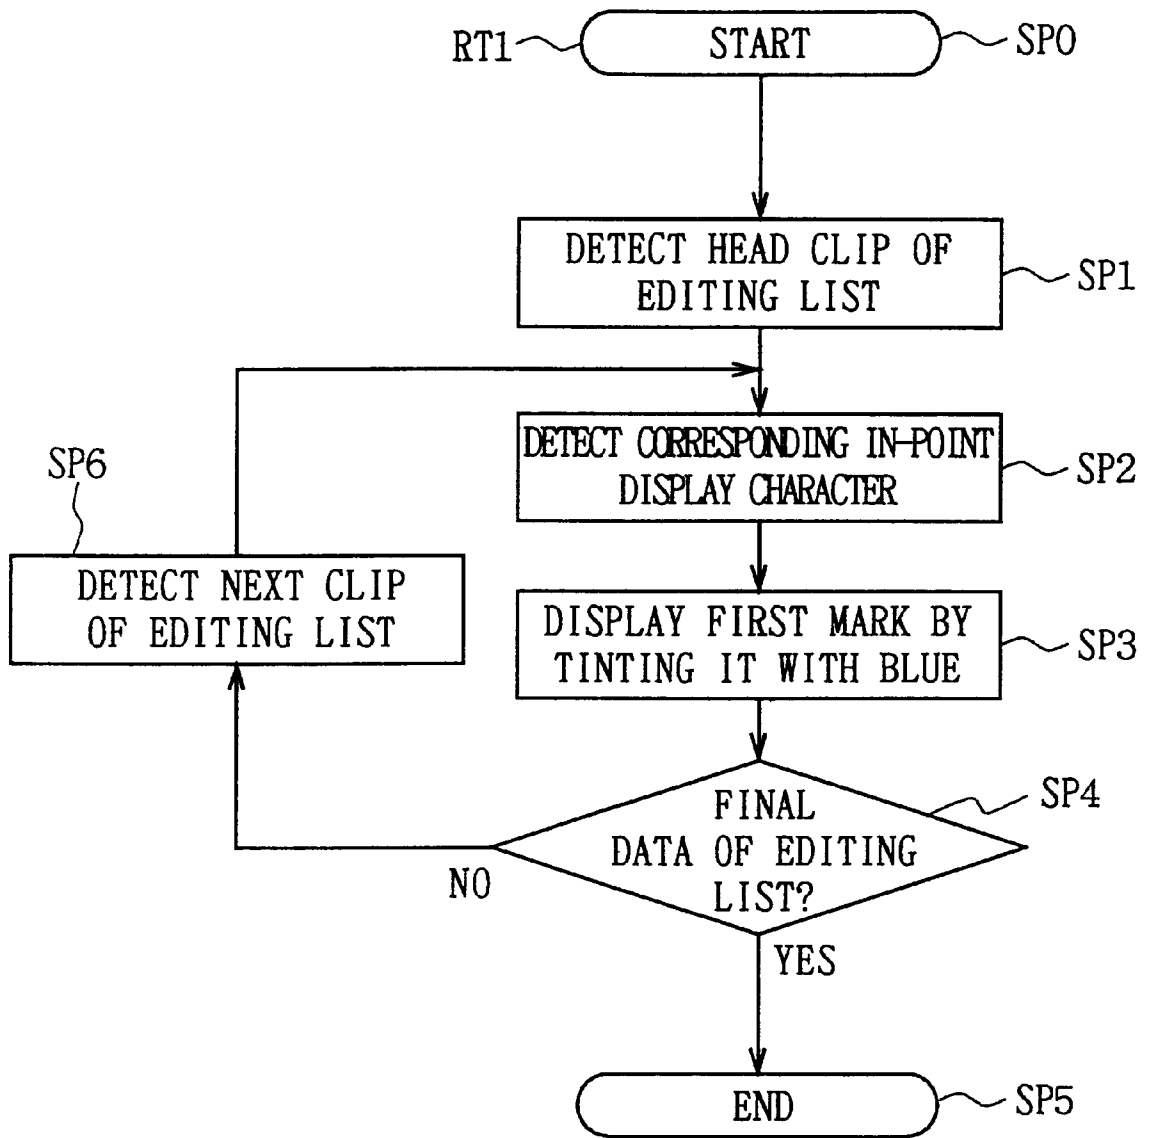 RT1
START
SP0
DETECT HEAD CLIP OF
EDITING LIST
SP1
DETECT CORRESPONDING IN-POINT
DISPLAY CHARACTER
SP2
SP6
DETECT NEXT CLIP
OF EDITING LIST
DISPLAY FIRST MARK BY
TINTING IT WITH BLUE
SP3
FINAL
DATA OF EDITING
LIST?
SP4
NO
YES
END
SP5